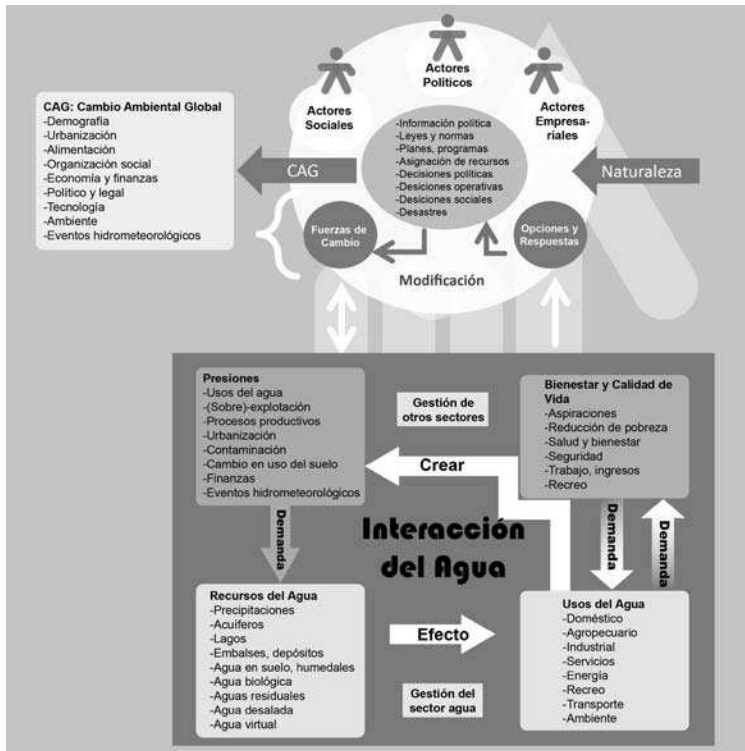 Actores
Políticos
Actores
Sociales
Actores
Empresa-
riales
CAG: Cambio Ambiental Global
-Demografía
-Urbanización
-Alimentación
-Organización social
-Economía y finanzas
-Político y legal
-Tecnología
-Ambiente
-Eventos hidrometeorológicos
CAG
-Información política
-Leyes y normas
-Planes, programas
-Asignación de recursos
-Decisiones políticas
-Desiciones operativas
-Desiciones sociales
-Desastres
Naturaleza
Fuerzas de
Cambio
Opciones y
Respuestas
Modificación
Presiones
-Usos del agua
-(Sobre)-explotación
-Procesos productivos
-Urbanización
-Contaminación
-Cambio en uso del suelo
-Finanzas
-Eventos hidrometeorológicos
Gestión de
otros sectores
Bienestar y Calidad de
Vida
-Aspiraciones
-Reducción de pobreza
-Salud y bienestar
-Seguridad
-Trabajo, ingresos
-Recreo
Crear
Demanda
Interacción
del Agua
Demanda
Demanda
Recursos del Agua
-Precipitaciones
-Acuíferos
-Lagos
-Embalses, depósitos
-Agua en suelo, humedales
-Agua biológica
-Aguas residuales
-Agua desalada
-Agua virtual
Efecto
Gestión del
sector agua
Usos del Agua
-Doméstico
-Agropecuario
-Industrial
-Servicios
-Energía
-Recreo
-Transporte
-Ambiente